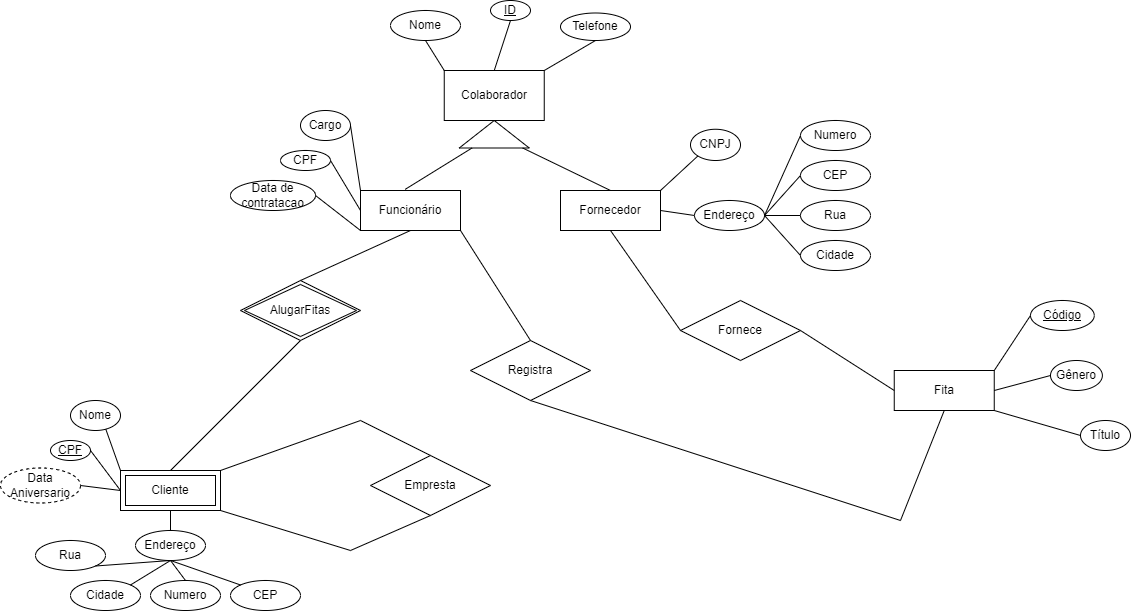 ID
Nome
Telefone
Colaborador
Cargo
CPF
Data de
contratacao
Funcionário
CNPJ
Fornecedor
Endereço
Numero
CEP
Rua
Cidade
AlugarFitas
Fornece
Registra
Código
Gênero
Fita
Título
Nome
CPF
Data
Aniversario
Cliente
Empresta
Endereço
Rua
Cidade
Numero
CEP